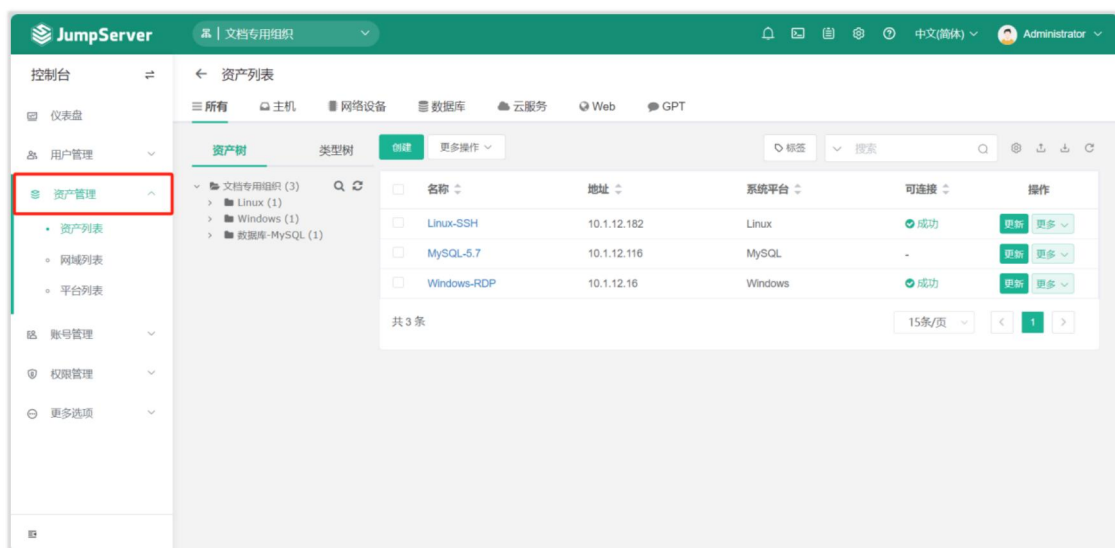 JumpServer 文档专用组织 中文(简体) Administrator
控制台
仪表盘
用户管理
资产管理
资产列表
网域列表
平台列表
账号管理
权限管理
更多选项
资产列表
所有 主机 网络设备 数据库 云服务 Web GPT
资产树 类型树
文档专用组织 (3)
Linux (1)
Windows (1)
数据库-MySQL (1)
创建 更多操作 标签 搜索
名称 地址 系统平台 可连接 操作
Linux-SSH 10.1.12.182 Linux 成功 更新 更多
MySQL-5.7 10.1.12.116 MySQL - 更新 更多
Windows-RDP 10.1.12.16 Windows 成功 更新 更多
共 3 条 15条/页 1